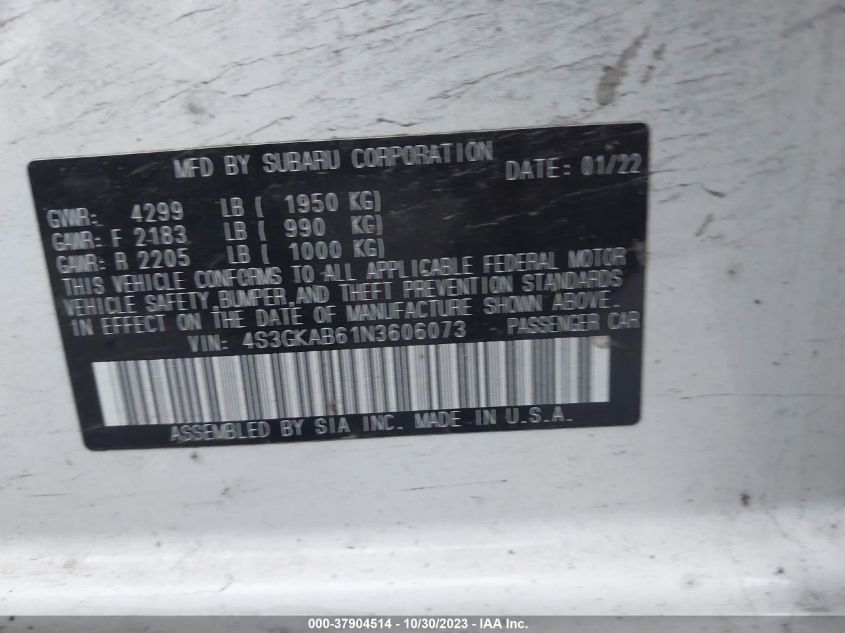 MFD BY SUBARU CORPORATION DATE: 01/22
GVWR: 4299 LB ( 1950 KG)
GAWR: F 2183 LB ( 990 KG)
GAWR: R 2205 LB ( 1000 KG)
THIS VEHICLE CONFORMS TO ALL APPLICABLE FEDERAL MOTOR
VEHICLE SAFETY, BUMPER, AND THEFT PREVENTION STANDARDS
IN EFFECT ON THE DATE OF MANUFACTURE SHOWN ABOVE.
VIN: 4S3GKAB61N3606073 PASSENGER CAR
ASSEMBLED BY SIA INC. MADE IN U.S.A.
000-37904514 - 10/30/2023 - © IAA Inc.